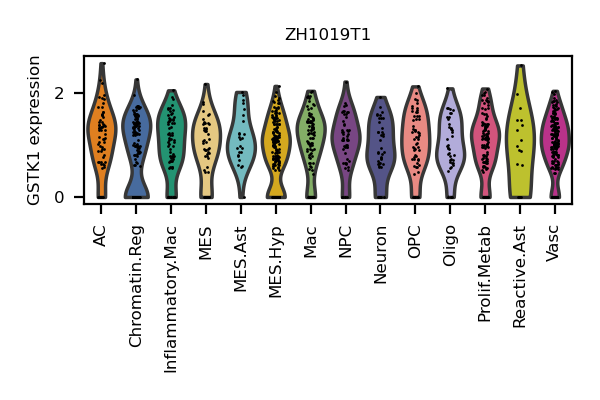 ZH1019T1
GSTK1 expression
2
0
AC
Chromatin.Reg
Inflammatory.Mac
MES
MES.Ast
MES.Hyp
Mac
NPC
Neuron
OPC
Oligo
Prolif.Metab
Reactive.Ast
Vasc